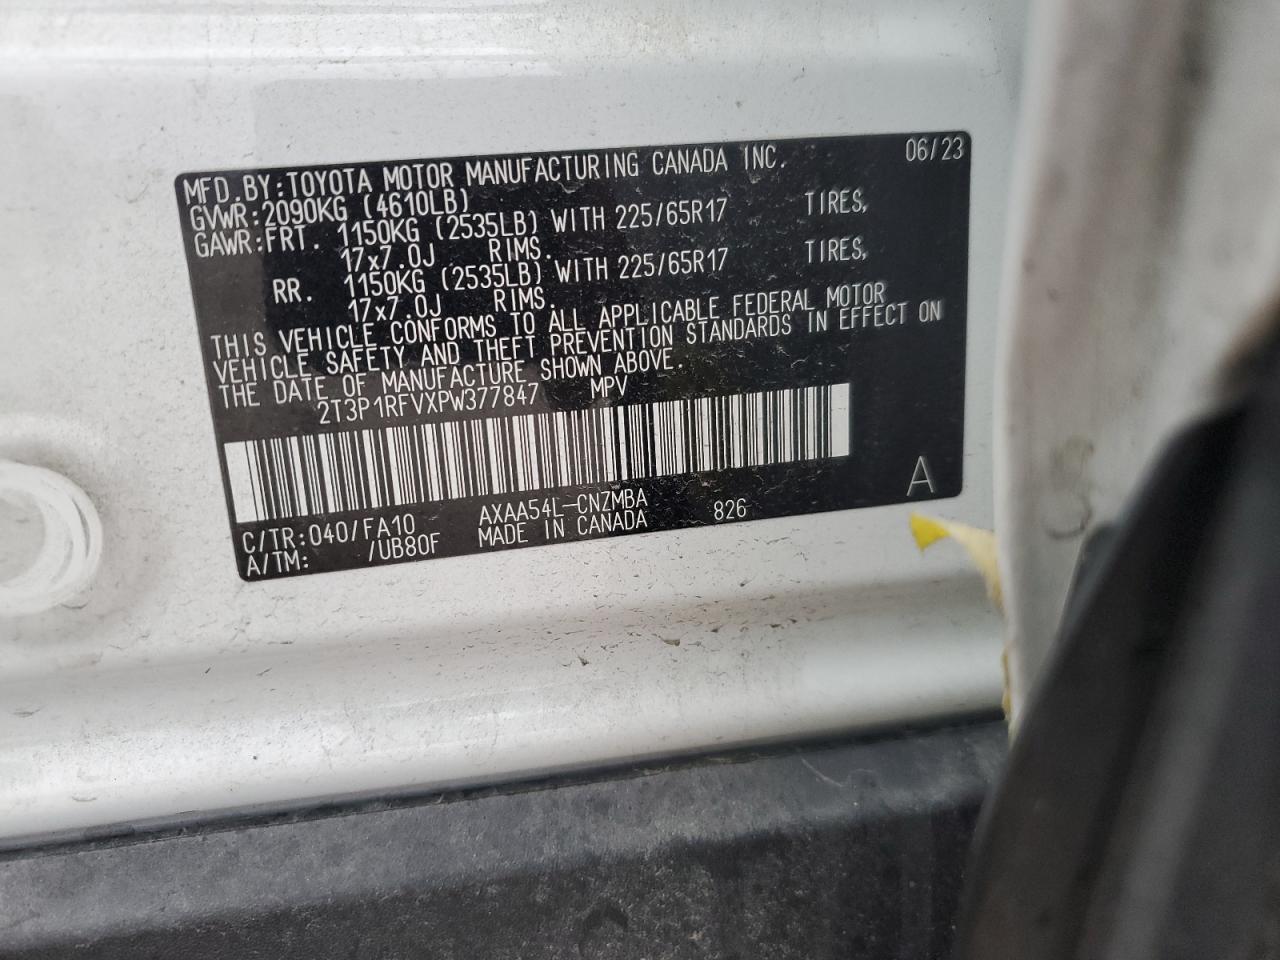 MFD.BY:TOYOTA MOTOR MANUFACTURING CANADA INC. 06/23
GVWR:2090KG (4610LB)
GAWR:FRT. 1150KG (2535LB) WITH 225/65R17 TIRES,
17x7.0J RIMS.
RR. 1150KG (2535LB) WITH 225/65R17 TIRES,
17x7.0J RIMS.
THIS VEHICLE CONFORMS TO ALL APPLICABLE FEDERAL MOTOR
VEHICLE SAFETY AND THEFT PREVENTION STANDARDS IN EFFECT ON
THE DATE OF MANUFACTURE SHOWN ABOVE.
2T3P1RFVXPW377847 MPV
C/TR:040/FA10 AXAA54L-CNZMBA 826 A
A/TM: /UB80F MADE IN CANADA